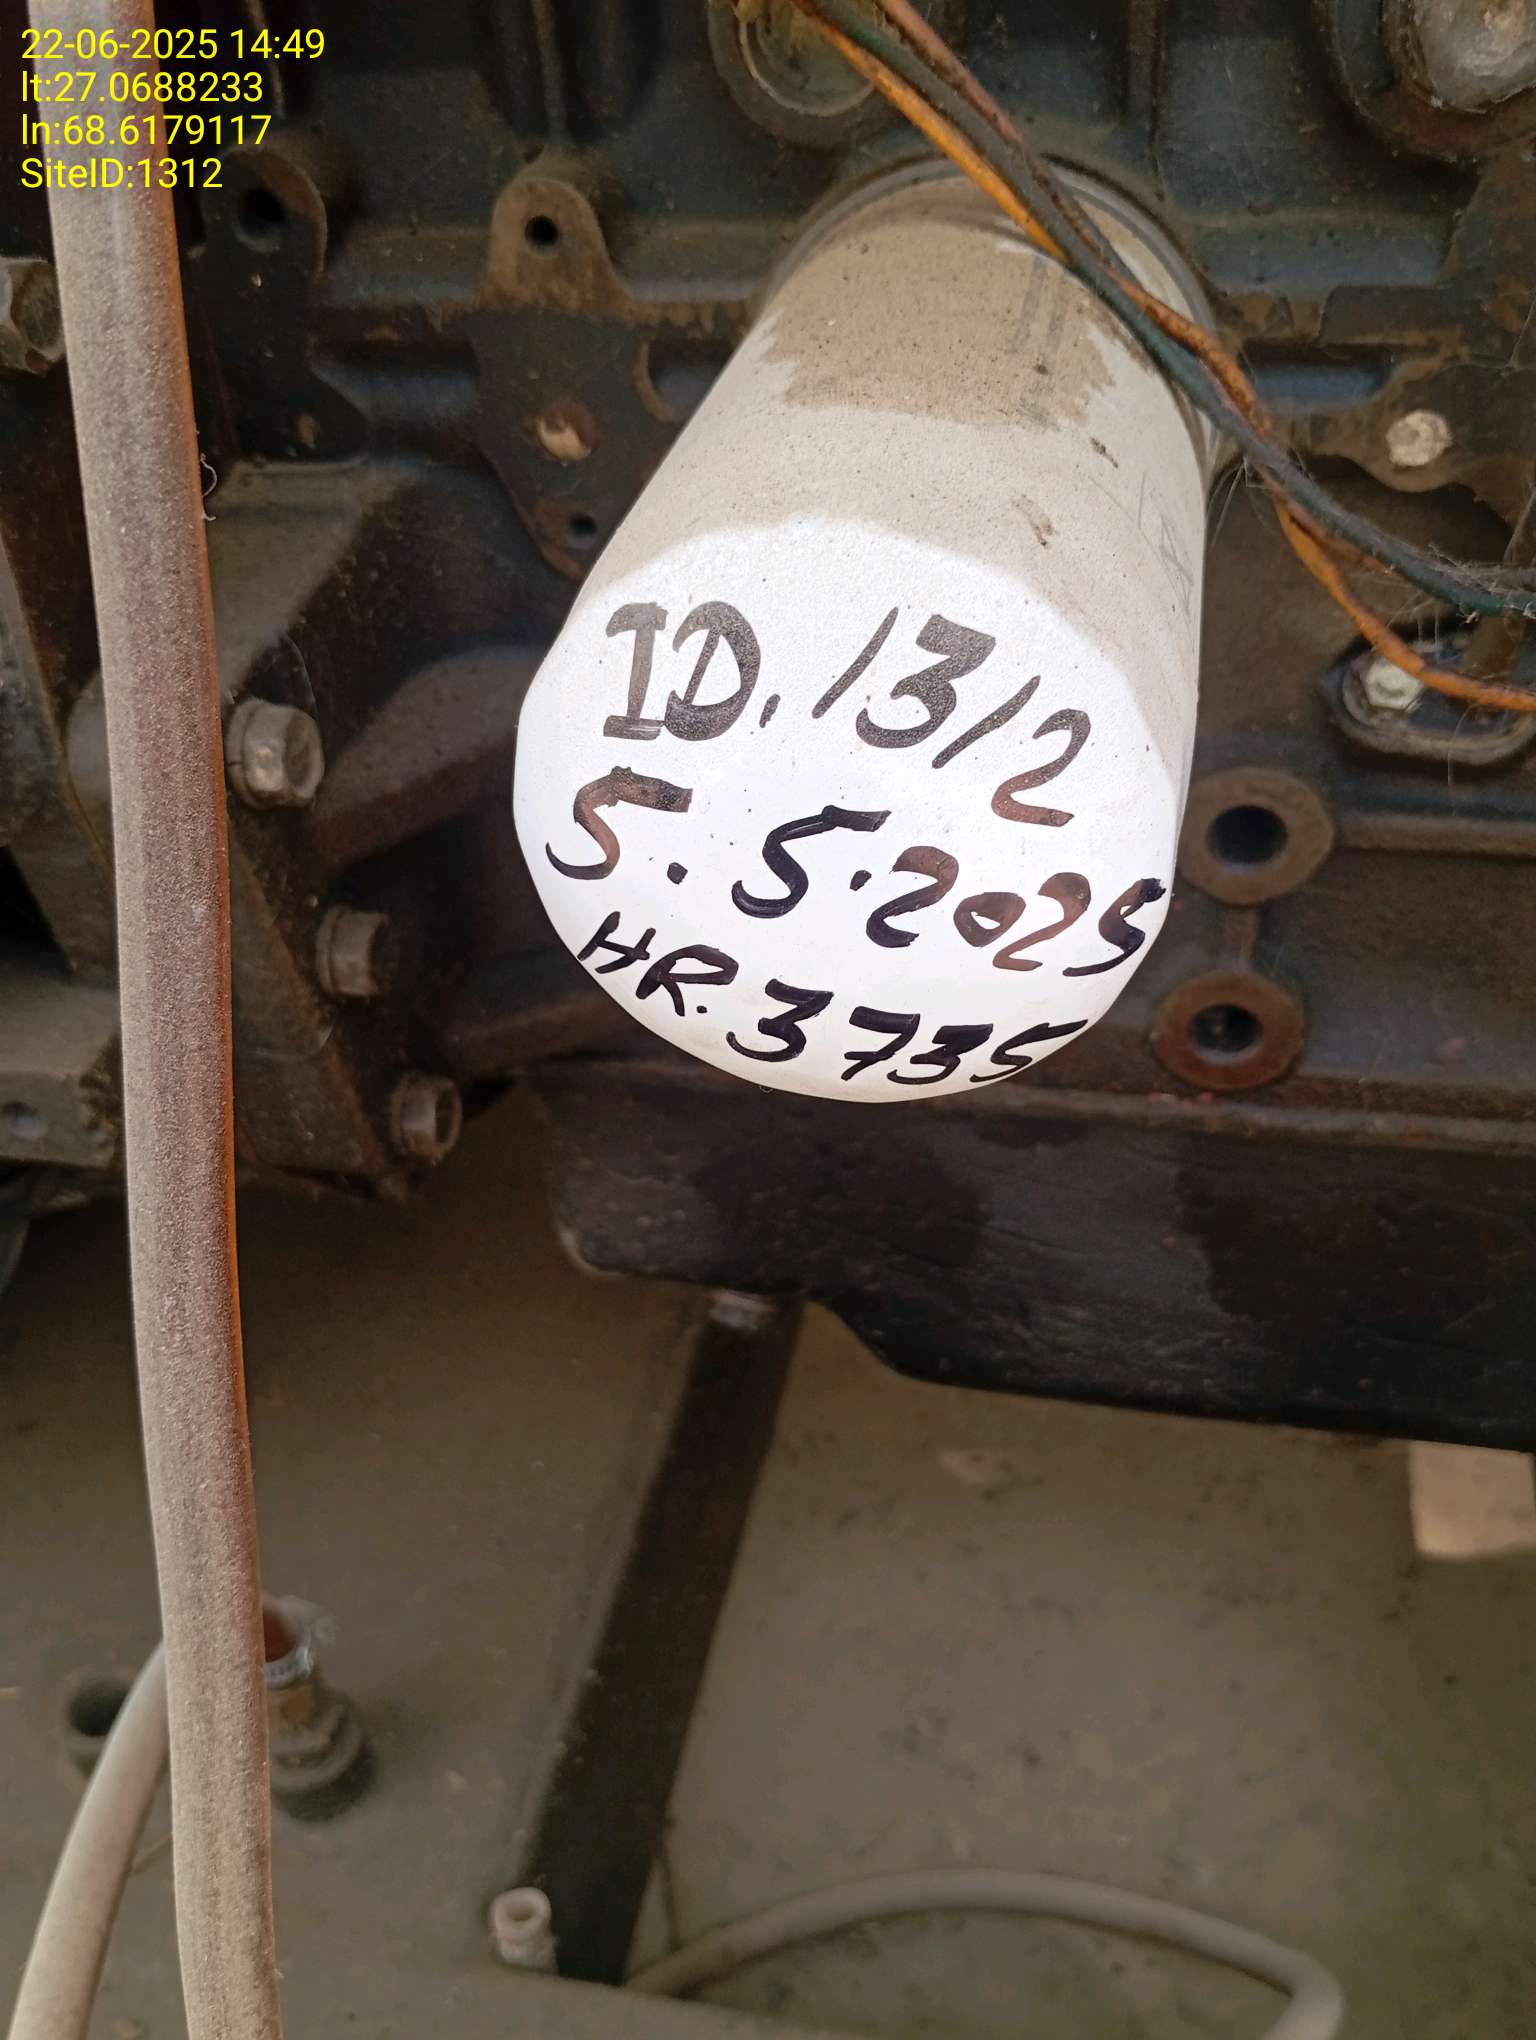 22-06-2025 14:49
lt:27.0688233
ln:68.6179117
SiteID:1312
ID. 1312
5.5.2025
HR. 3735